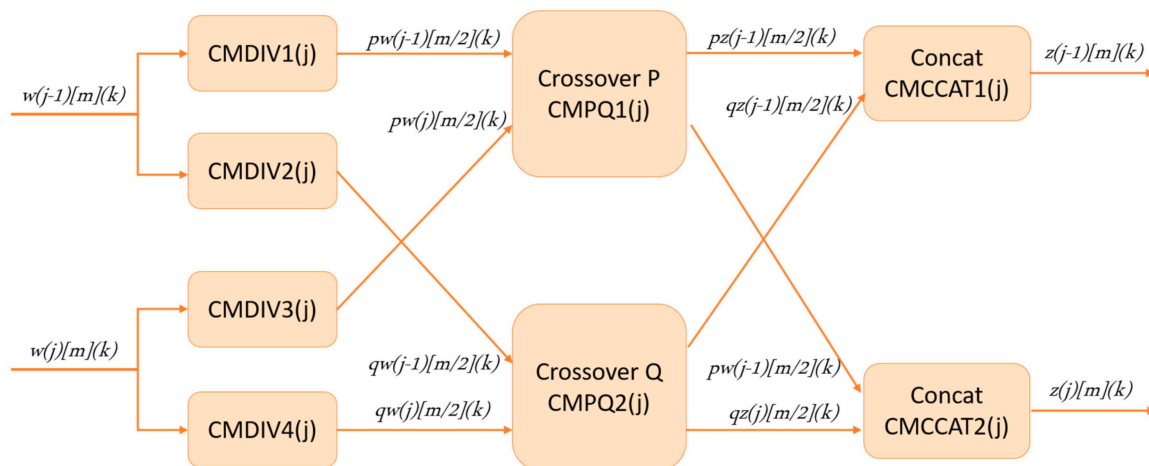 CMDIV1(j)
pw(j-1)[m/2](k)
Crossover P
CMPQ1(j)
pz(j-1)[m/2](k)
Concat
CMCCAT1(j)
z(j-1)[m](k)
w(j-1)[m](k)
pw(j)[m/2](k)
qz(j-1)[m/2](k)
CMDIV2(j)
CMDIV3(j)
w(j)[m](k)
qw(j-1)[m/2](k)
Crossover Q
CMPQ2(j)
pw(j-1)[m/2](k)
Concat
CMCCAT2(j)
z(j)[m](k)
CMDIV4(j)
qw(j)[m/2](k)
qz(j)[m/2](k)